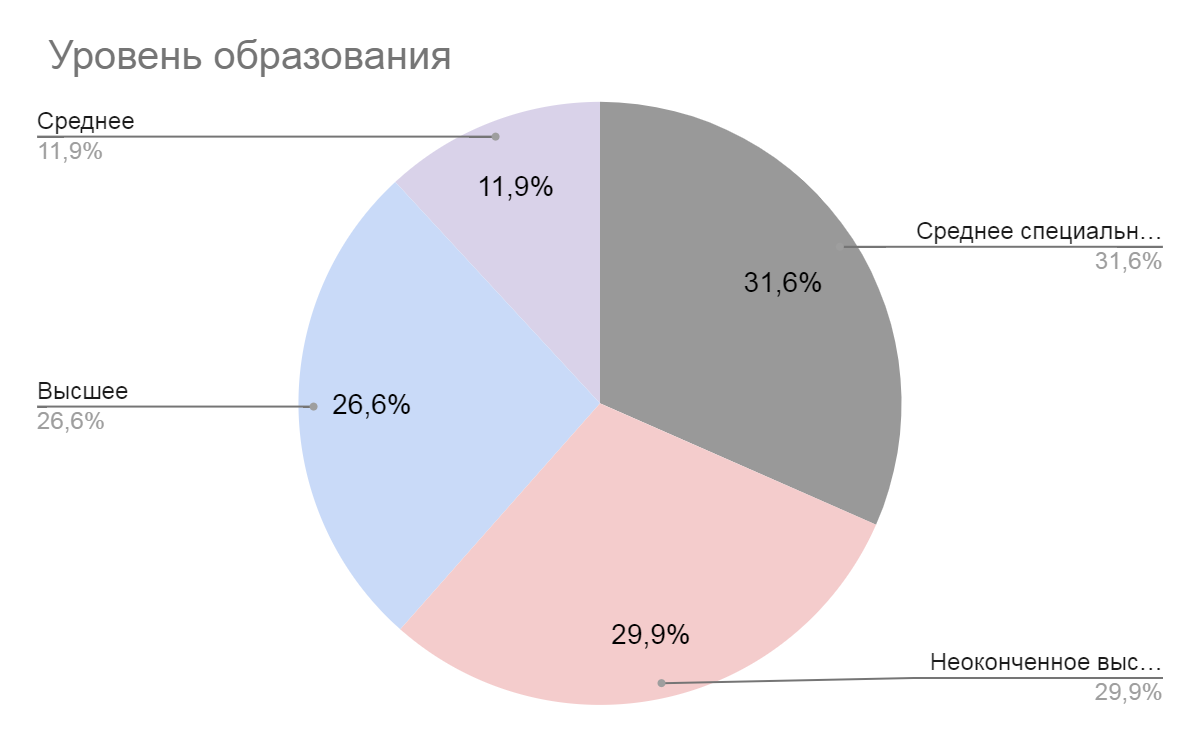 Уровень образования
Среднее
11,9%
11,9%
Среднее специальн…
31,6%
31,6%
Высшее
26,6%
26,6%
29,9%
Неоконченное выс…
29,9%